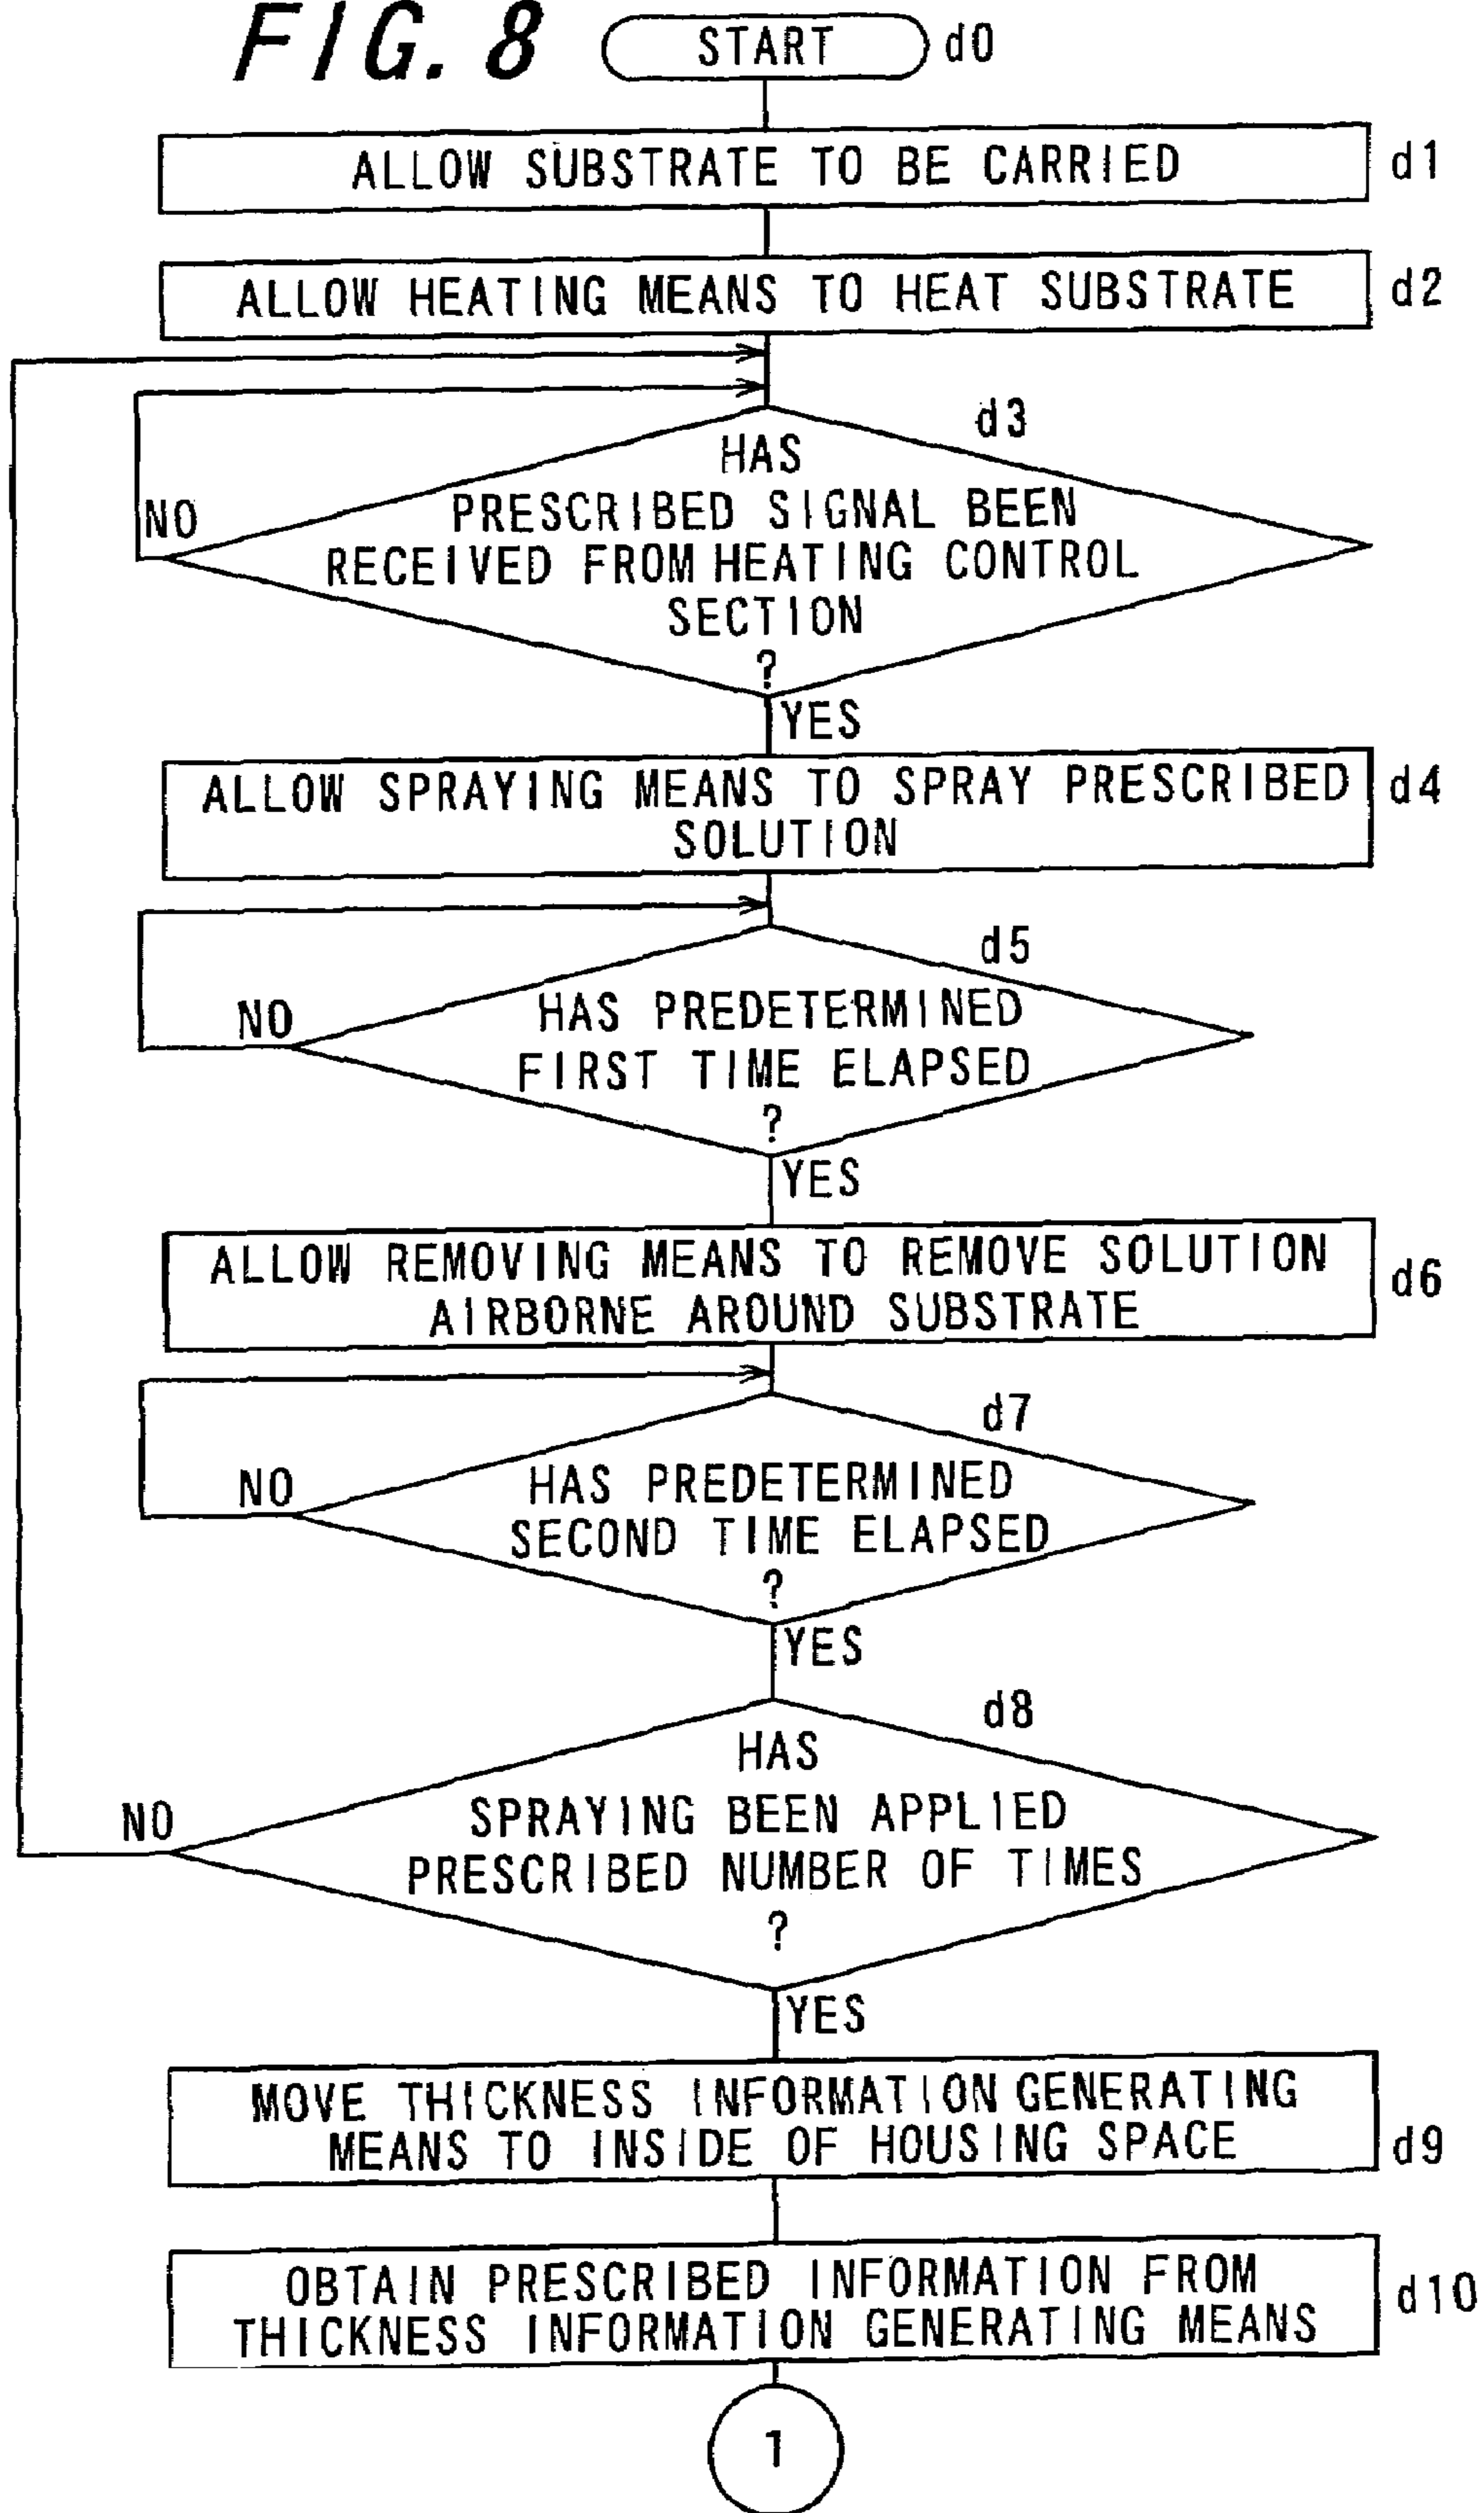 FIG. 8
START d0
ALLOW SUBSTRATE TO BE CARRIED d1
ALLOW HEATING MEANS TO HEAT SUBSTRATE d2
d3
HAS
PRESCRIBED SIGNAL BEEN
RECEIVED FROM HEATING CONTROL
SECTION
?
NO
YES
ALLOW SPRAYING MEANS TO SPRAY PRESCRIBED
SOLUTION
d4
d5
HAS PREDETERMINED
FIRST TIME ELAPSED
?
NO
YES
ALLOW REMOVING MEANS TO REMOVE SOLUTION
AIRBORNE AROUND SUBSTRATE
d6
d7
HAS PREDETERMINED
SECOND TIME ELAPSED
?
NO
YES
d8
HAS
SPRAYING BEEN APPLIED
PRESCRIBED NUMBER OF TIMES
?
NO
YES
MOVE THICKNESS INFORMATION GENERATING
MEANS TO INSIDE OF HOUSING SPACE
d9
OBTAIN PRESCRIBED INFORMATION FROM
THICKNESS INFORMATION GENERATING MEANS
d10
1